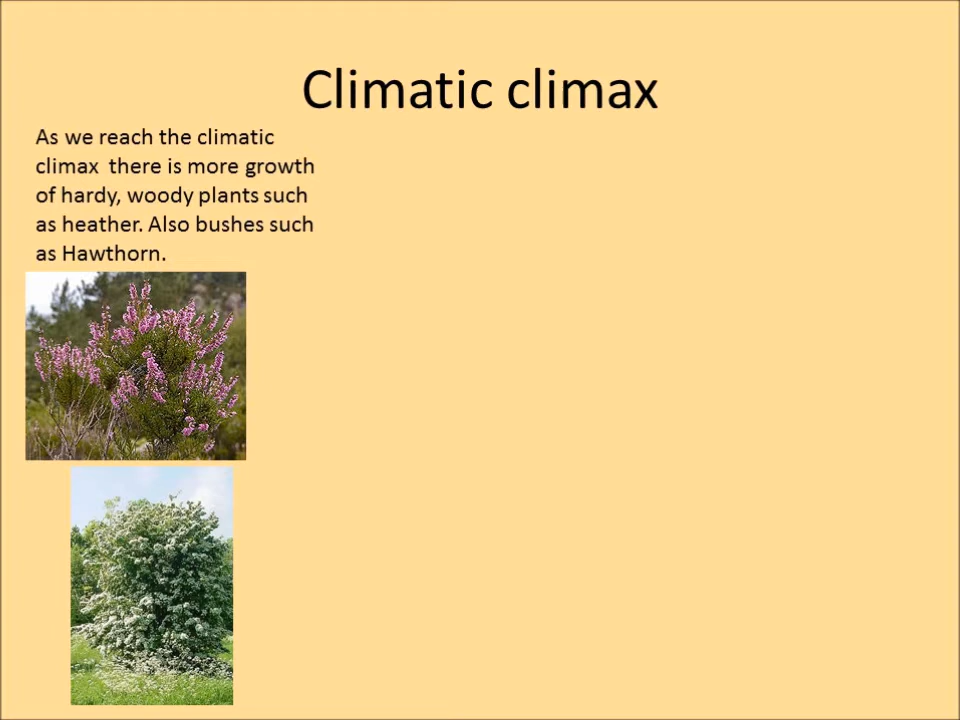 Climatic climax
As we reach the climatic
climax  there is more growth
of hardy, woody plants such
as heather. Also bushes such
as Hawthorn.